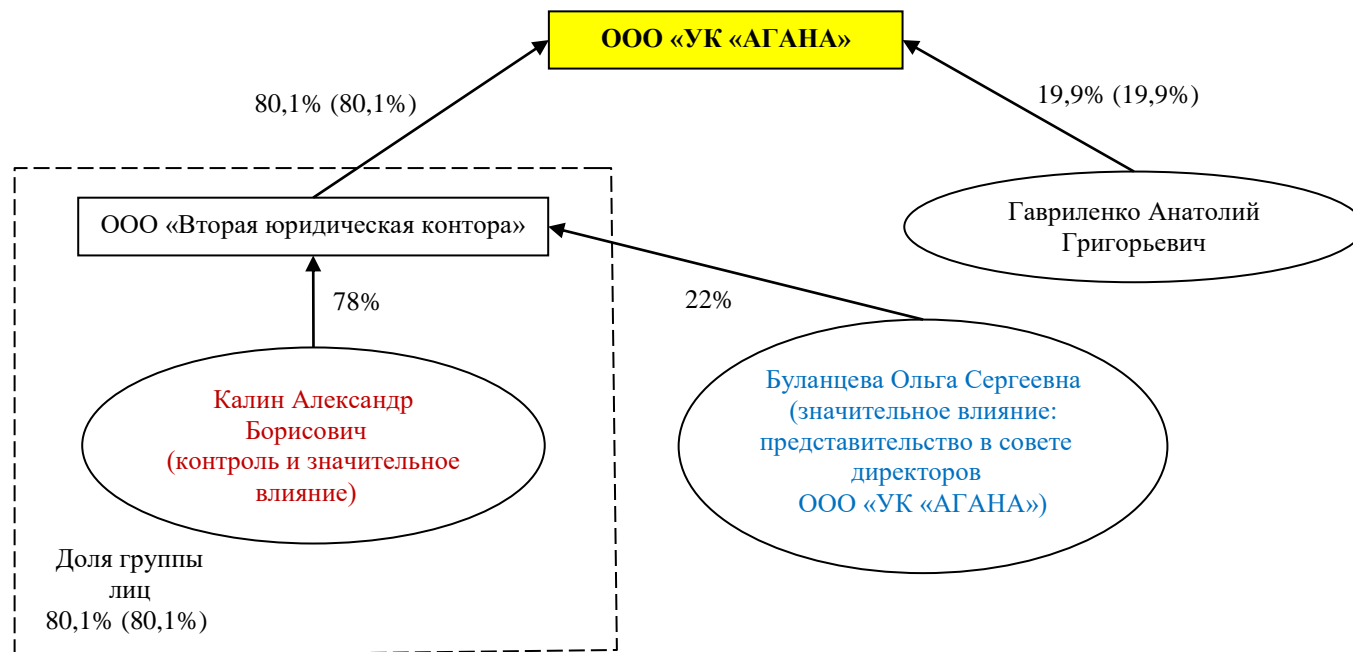 ООО «УК «АГАНА»
80,1% (80,1%)
19,9% (19,9%)
ООО «Вторая юридическая контора»
Гавриленко Анатолий
Григорьевич
78%
22%
Калин Александр
Борисович
(контроль и значительное
влияние)
Буланцева Ольга Сергеевна
(значительное влияние:
представительство в совете
директоров
ООО «УК «АГАНА»)
Доля группы
лиц
80,1% (80,1%)